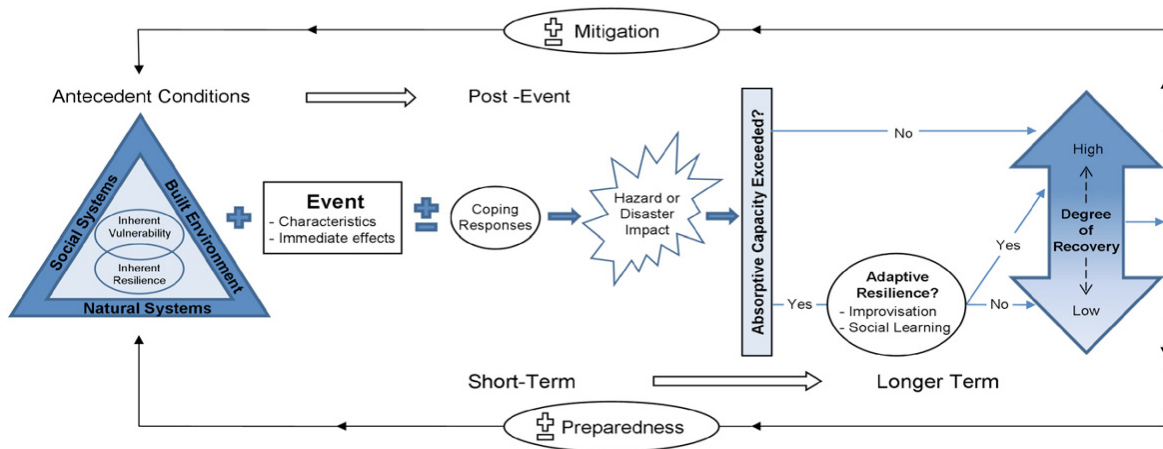 Mitigation
Antecedent Conditions
Post -Event
Social Systems
Built Environment
Natural Systems
Inherent
Vulnerability
Inherent
Resilience
Event
- Characteristics
- Immediate effects
Coping
Responses
Hazard or
Disaster
Impact
Absorptive Capacity Exceeded?
No
Yes
Adaptive
Resilience?
- Improvisation
- Social Learning
Yes
No
High
Degree
of
Recovery
Low
Short-Term
Longer Term
Preparedness